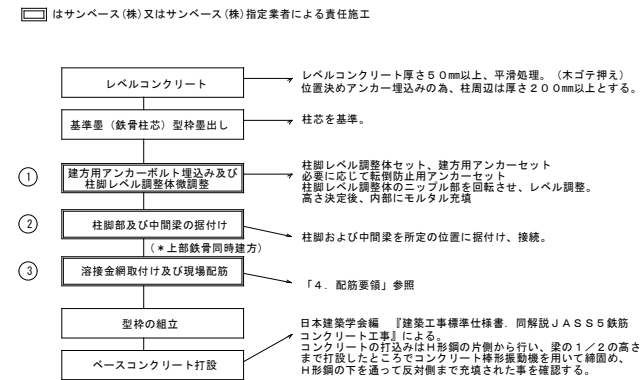 はサンベース(株)又はサンベース(株)指定業者による責任施工
レベルコンクリート
レベルコンクリート厚さ50mm以上、平滑処理。(木ゴテ押え)
位置決めアンカー埋込みの為、柱周辺は厚さ200mm以上とする。
基準墨(鉄骨柱芯)型枠墨出し
柱芯を基準。
①
建方用アンカーボルト埋込み及び
柱脚レベル調整体微調整
柱脚レベル調整体セット、建方用アンカーセット
必要に応じて転倒防止用アンカーセット
柱脚レベル調整体のニップル部を回転させ、レベル調整。
高さ決定後、内部にモルタル充填
②
柱脚部及び中間梁の据付け
柱脚および中間梁を所定の位置に据付け、接続。
(*上部鉄骨同時建方)
③
溶接金網取付け及び現場配筋
「4.配筋要領」参照
型枠の組立
日本建築学会編 『建築工事標準仕様書.同解説JASS5鉄筋
コンクリート工事』による。
コンクリートの打込みはH形鋼の片側から行い、梁の1/2の高さ
まで打設したところでコンクリート棒形振動機を用いて締固め、
H形鋼の下を通って反対側まで充填された事を確認する。
ベースコンクリート打設